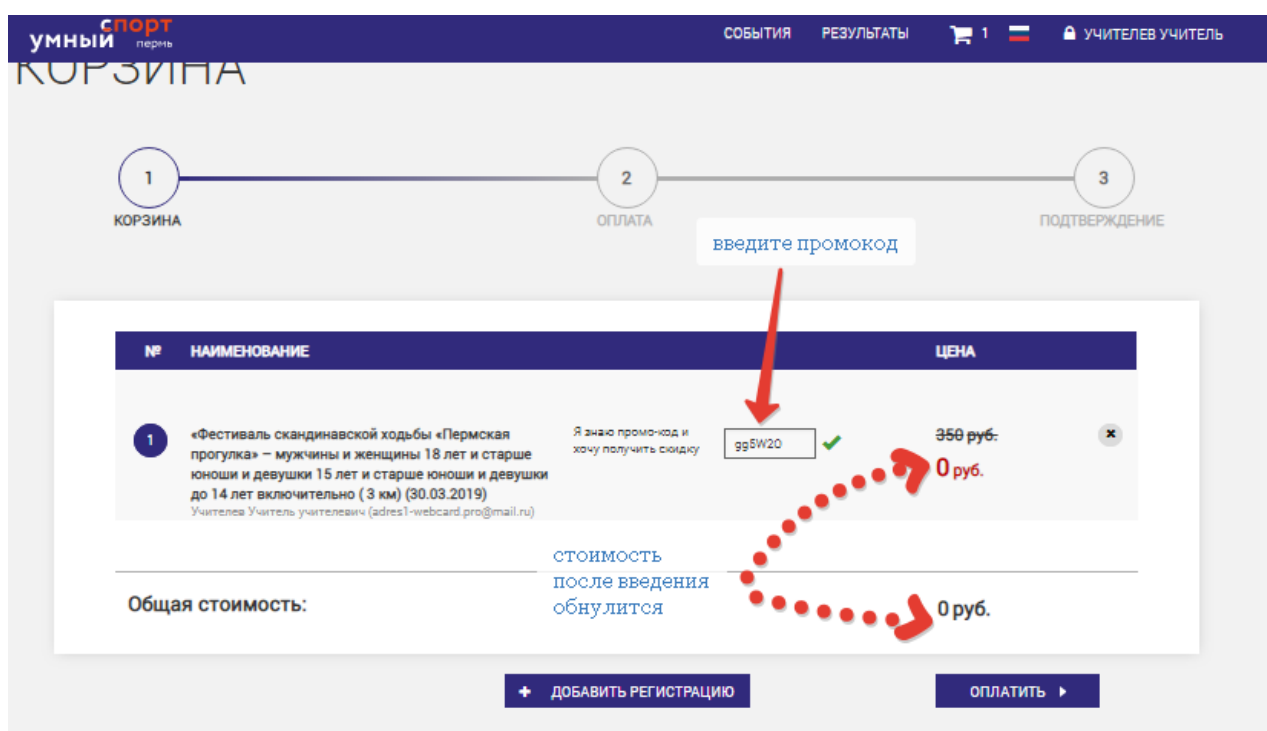 спорт
умный пермь
СОБЫТИЯ РЕЗУЛЬТАТЫ 1 УЧИТЕЛЕВ УЧИТЕЛЬ
КОРЗИНА
1 2 3
КОРЗИНА ОПЛАТА ПОДТВЕРЖДЕНИЕ
введите промокод
№ НАИМЕНОВАНИЕ ЦЕНА
1
«Фестиваль скандинавской ходьбы «Пермская
прогулка» – мужчины и женщины 18 лет и старше
юноши и девушки 15 лет и старше юноши и девушки
до 14 лет включительно ( 3 км) (30.03.2019)
Учителев Учитель учителевич (adres1-webcard.pro@mail.ru)
Я знаю промо-код и
хочу получить скидку
gg5W2O
350 руб.
0 руб.
стоимость
после введения
обнулится
Общая стоимость: 0 руб.
+ ДОБАВИТЬ РЕГИСТРАЦИЮ ОПЛАТИТЬ